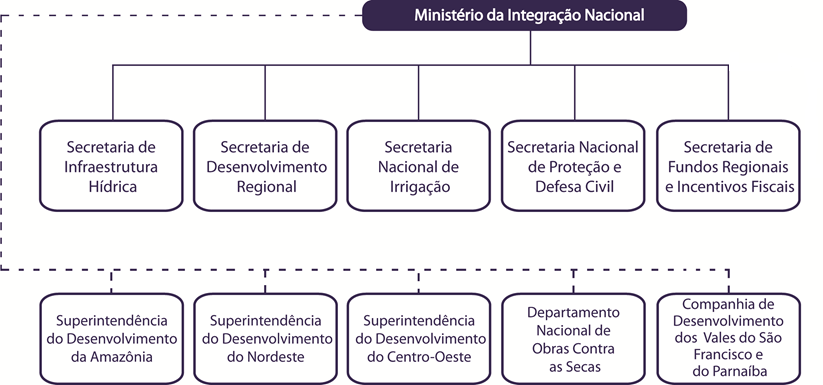 Ministério da Integração Nacional
Secretaria de
Infraestrutura
Hídrica
Secretaria de
Desenvolvimento
Regional
Secretaria
Nacional de
Irrigação
Secretaria Nacional
de Proteção e
Defesa Civil
Secretaria de
Fundos Regionais
e Incentivos Fiscais
Superintendência
do Desenvolvimento
da Amazônia
Superintendência
do Desenvolvimento
do Nordeste
Superintendência
do Desenvolvimento
do Centro-Oeste
Departamento
Nacional de
Obras Contra
as Secas
Companhia de
Desenvolvimento
dos Vales do São
Francisco e
do Parnaíba